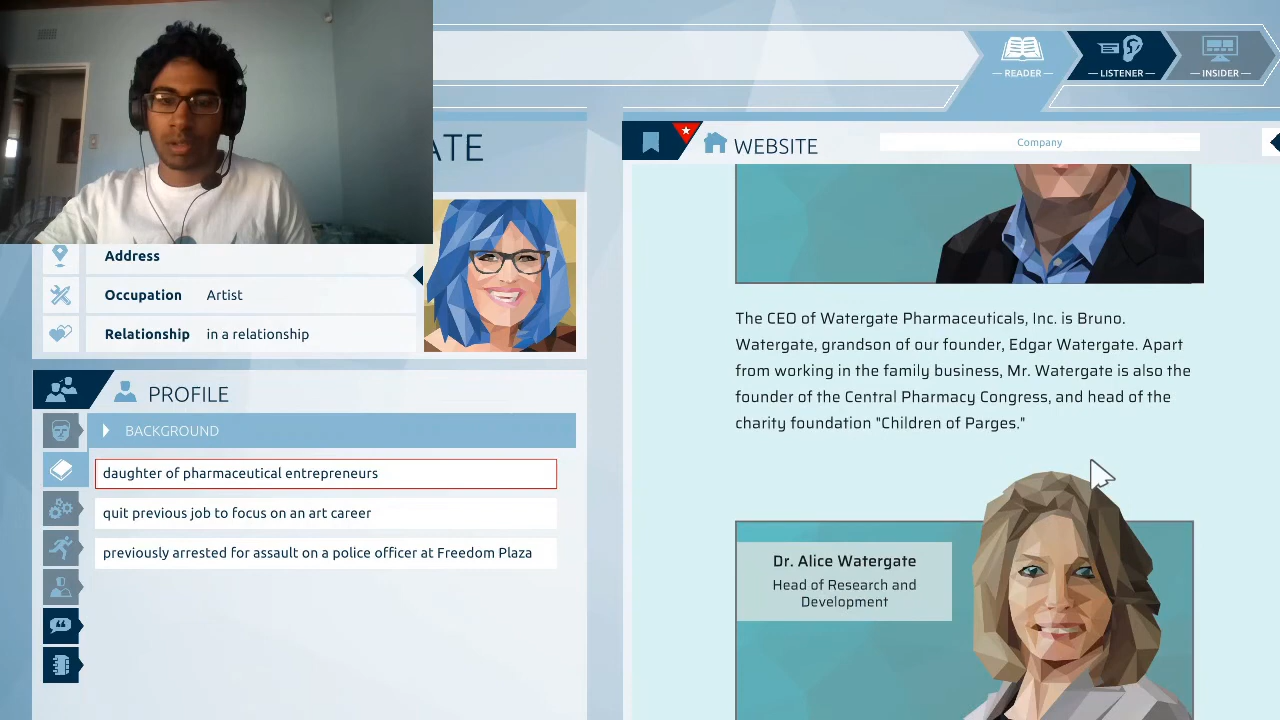 READER
LISTENER
INSIDER
ATE
WEBSITE
Company
Address
Occupation Artist
Relationship in a relationship
PROFILE
BACKGROUND
daughter of pharmaceutical entrepreneurs
quit previous job to focus on an art career
previously arrested for assault on a police officer at Freedom Plaza
The CEO of Watergate Pharmaceuticals, Inc. is Bruno.
Watergate, grandson of our founder, Edgar Watergate. Apart
from working in the family business, Mr. Watergate is also the
founder of the Central Pharmacy Congress, and head of the
charity foundation "Children of Parges."
Dr. Alice Watergate
Head of Research and
Development